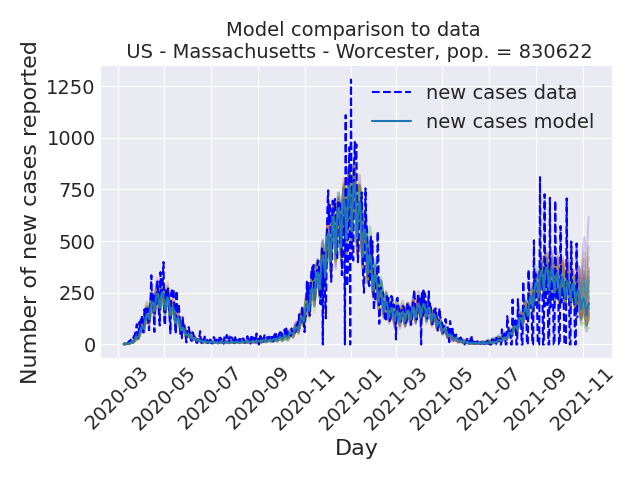 Model comparison to data
US - Massachusetts - Worcester, pop. = 830622
Number of new cases reported
1250
1000
750
500
250
0
new cases data
new cases model
2020-03
2020-05
2020-07
2020-09
2020-11
2021-01
2021-03
2021-05
2021-07
2021-09
2021-11
Day